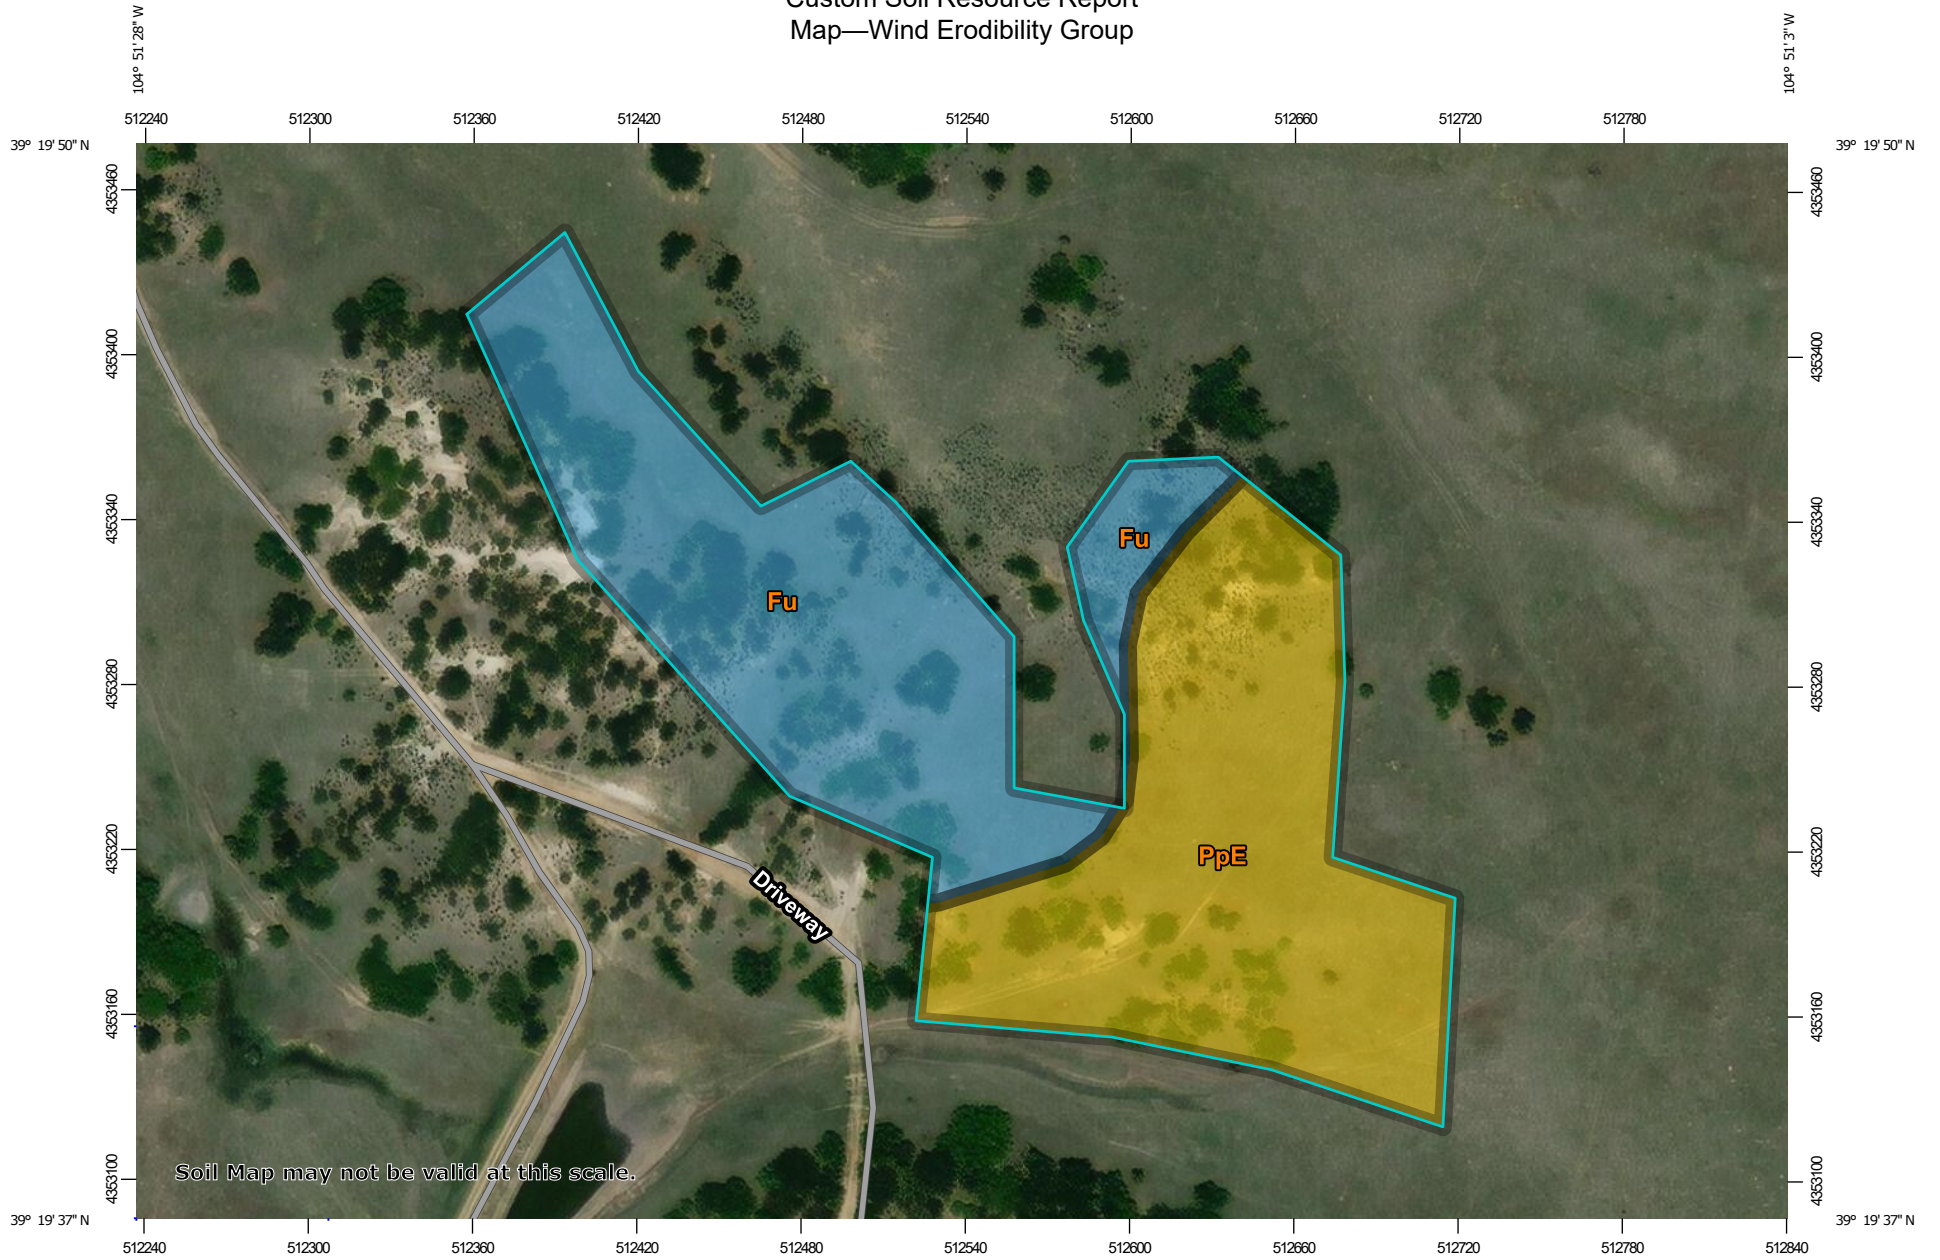 Custom Soil Resource Report
Map—Wind Erodibility Group
104° 51' 28" W
104° 51' 3" W
512240 512300 512360 512420 512480 512540 512600 512660 512720 512780
39° 19' 50" N
39° 19' 50" N
4353460
4353460
4353400
4353400
4353340
4353340
Fu
Fu
4353280
4353280
4353220
4353220
PpE
Driveway
4353160
4353160
Soil Map may not be valid at this scale.
4353100
4353100
39° 19' 37" N
39° 19' 37" N
512240 512300 512360 512420 512480 512540 512600 512660 512720 512780 512840